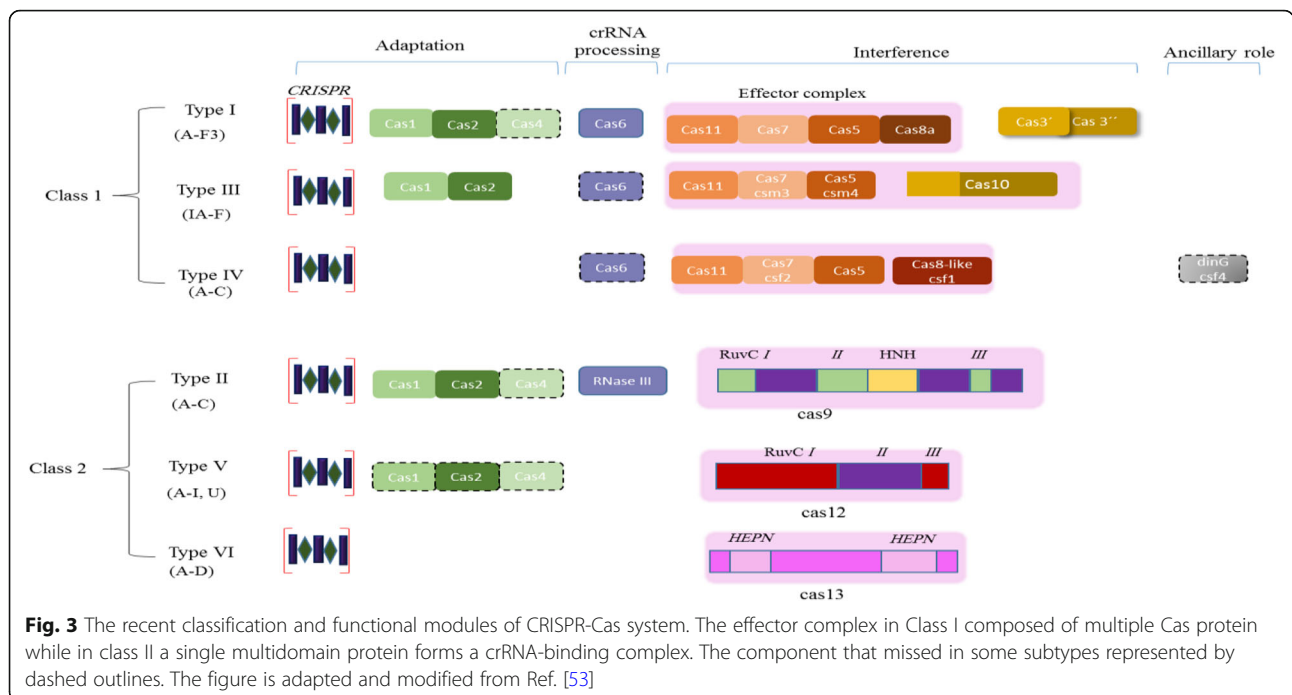 Adaptation
crRNA
processing
Interference
Ancillary role
CRISPR
Effector complex
Class 1
Type I
(A-F3)
Cas1 Cas2 Cas4 Cas6 Cas11 Cas7 Cas5 Cas8a Cas3´ Cas 3´´
Type III
(IA-F)
Cas1 Cas2 Cas6 Cas11 Cas7 Cas5 Cas10
csm3 csm4
Type IV
(A-C)
Cas6 Cas11 Cas7 Cas5 Cas8-like dinG
csf2 csf1 csf4
Class 2
RuvC I II HNH III
Type II
(A-C)
Cas1 Cas2 Cas4 RNase III
cas9
RuvC I II III
Type V
(A-I, U)
Cas1 Cas2 Cas4
cas12
HEPN HEPN
Type VI
(A-D)
cas13
Fig. 3 The recent classification and functional modules of CRISPR-Cas system. The effector complex in Class I composed of multiple Cas protein
while in class II a single multidomain protein forms a crRNA-binding complex. The component that missed in some subtypes represented by
dashed outlines. The figure is adapted and modified from Ref. [53]